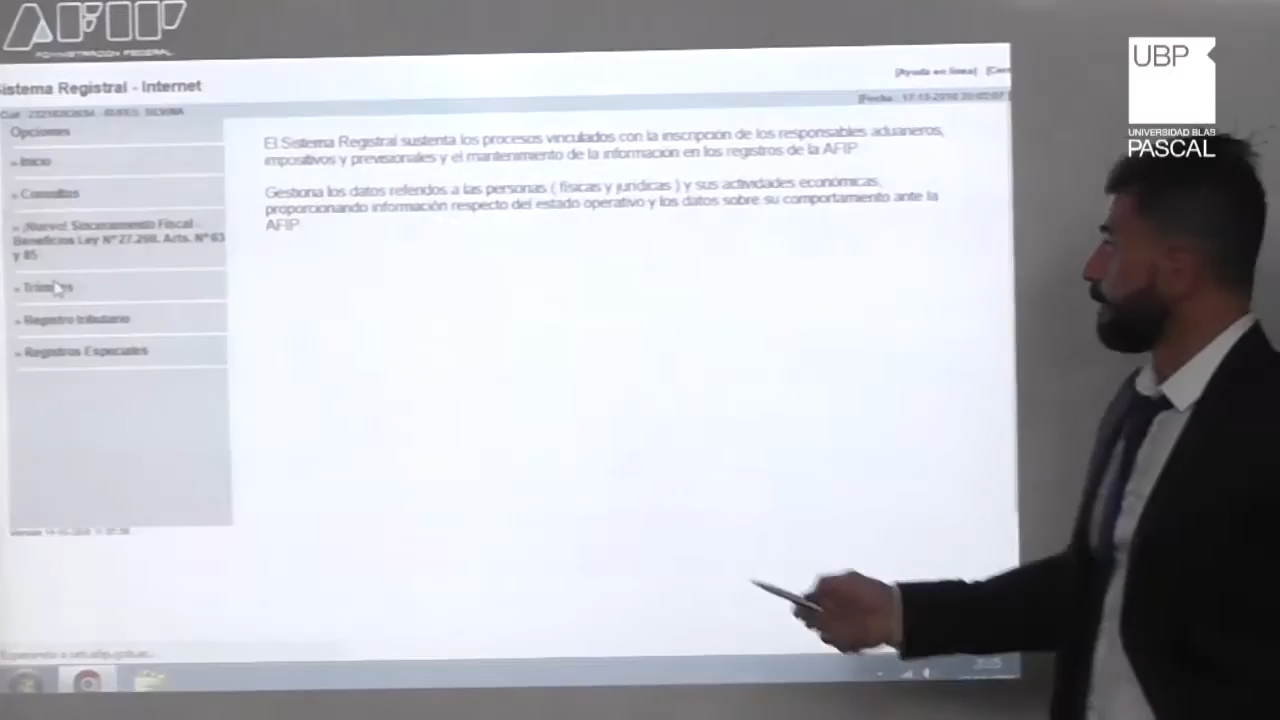 AFIP
ADMINISTRACIÓN FEDERAL
UBP
UNIVERSIDAD BLAS
PASCAL
Sistema Registral - Internet
[Ayuda en línea]
Opciones
» Inicio
» Consultas
» ¡Nuevo! Sinceramiento Fiscal -
Beneficios Ley N° 27.260. Arts. N° 63
y 85
» Trámites
» Registro tributario
» Registros Especiales
El Sistema Registral sustenta los procesos vinculados con la inscripción de los responsables aduaneros,
impositivos y previsionales y el mantenimiento de la información en los registros de la AFIP.
Gestiona los datos referidos a las personas ( físicas y jurídicas ) y sus actividades económicas,
proporcionando información respecto del estado operativo y los datos sobre su comportamiento ante la
AFIP.